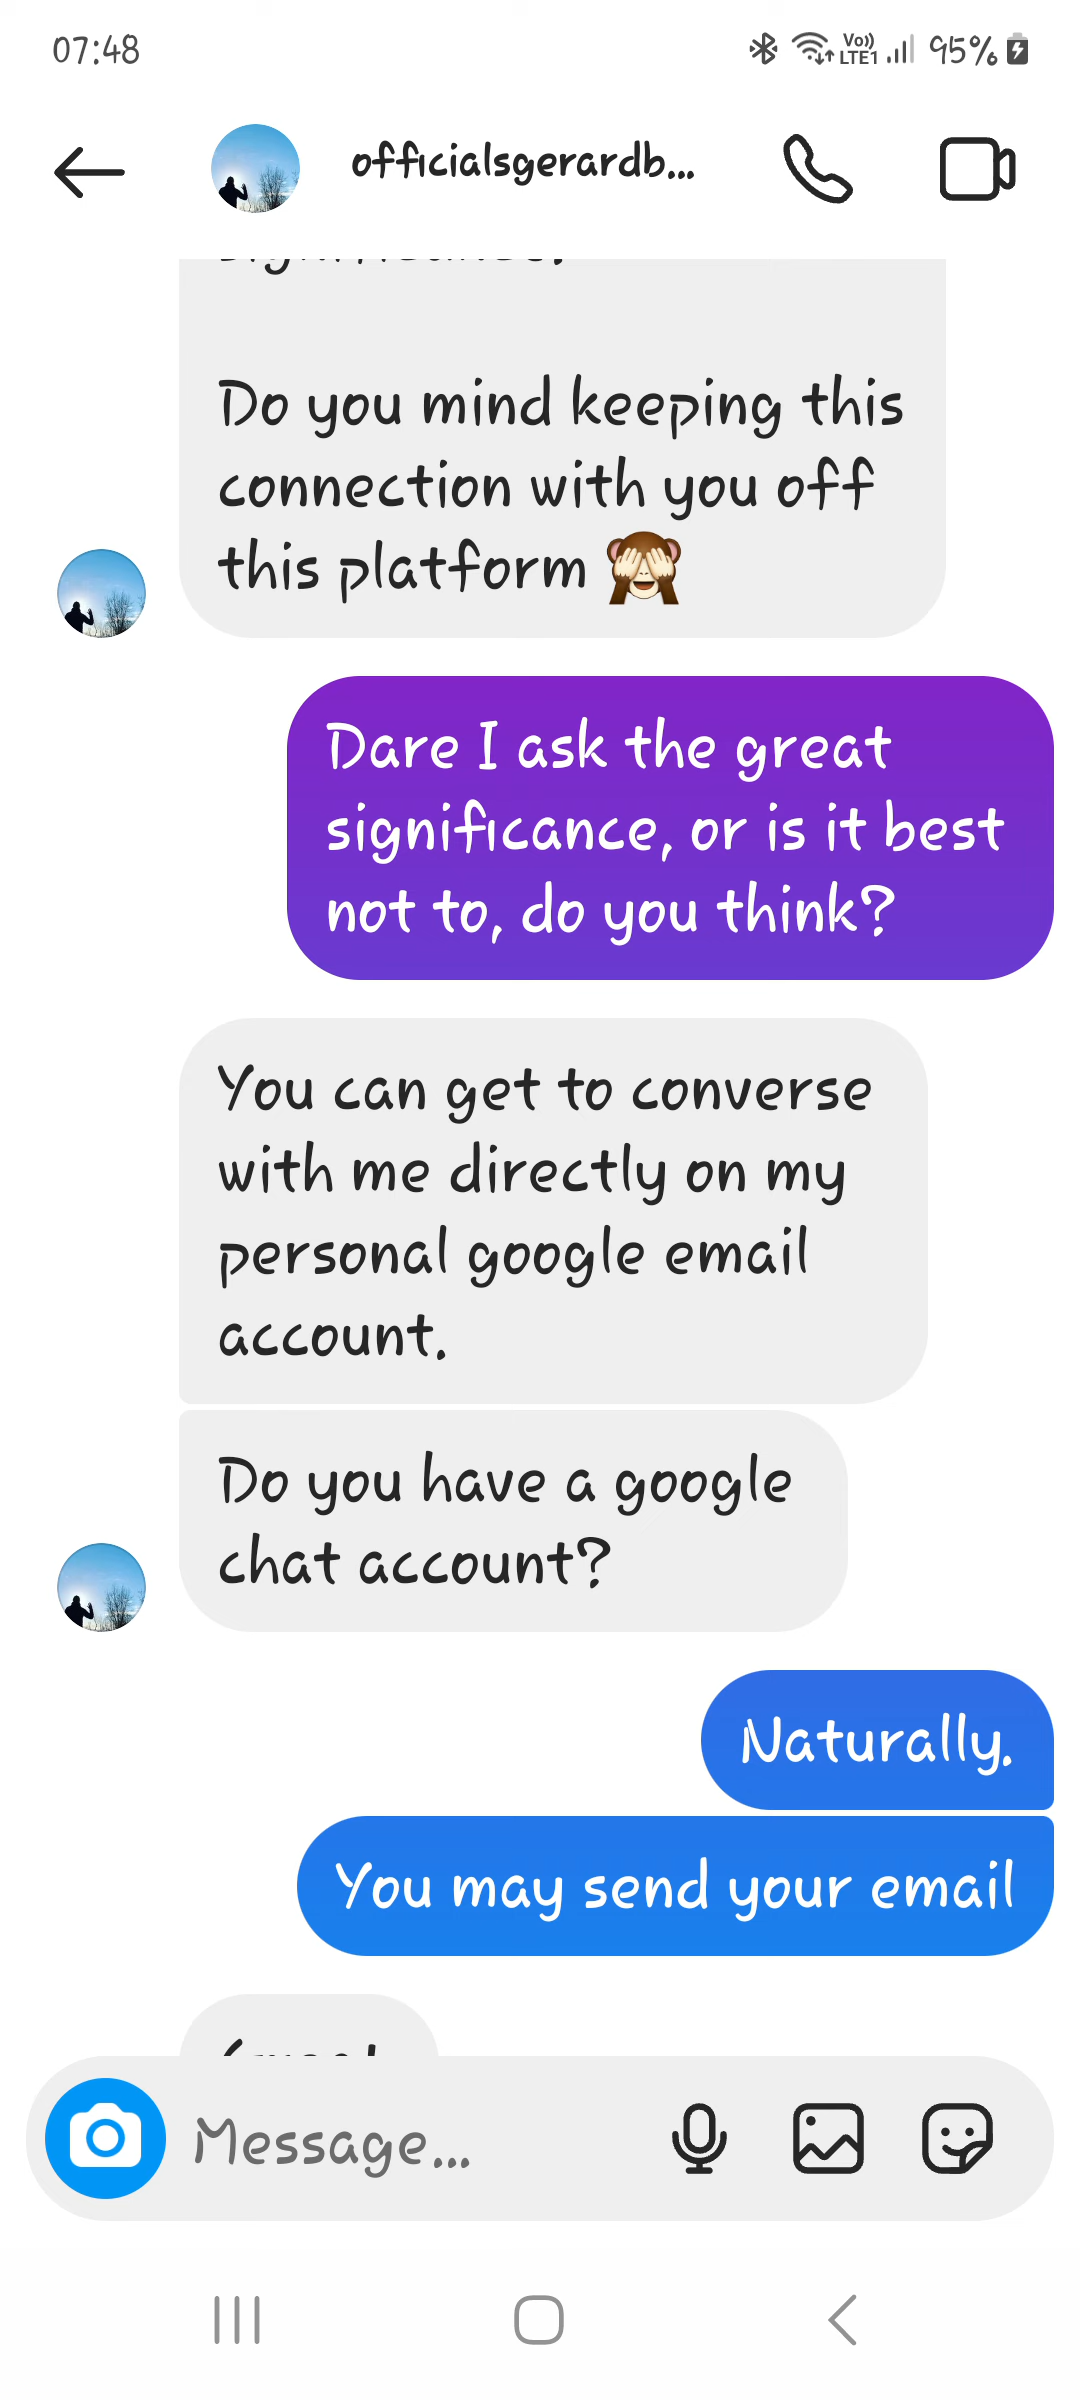 07:48
Vo)) LTE1 95%
officialsgerardb...
Do you mind keeping this
connection with you off
this platform 🙈
Dare I ask the great
significance, or is it best
not to, do you think?
You can get to converse
with me directly on my
personal google email
account.
Do you have a google
chat account?
Naturally.
You may send your email
Message...